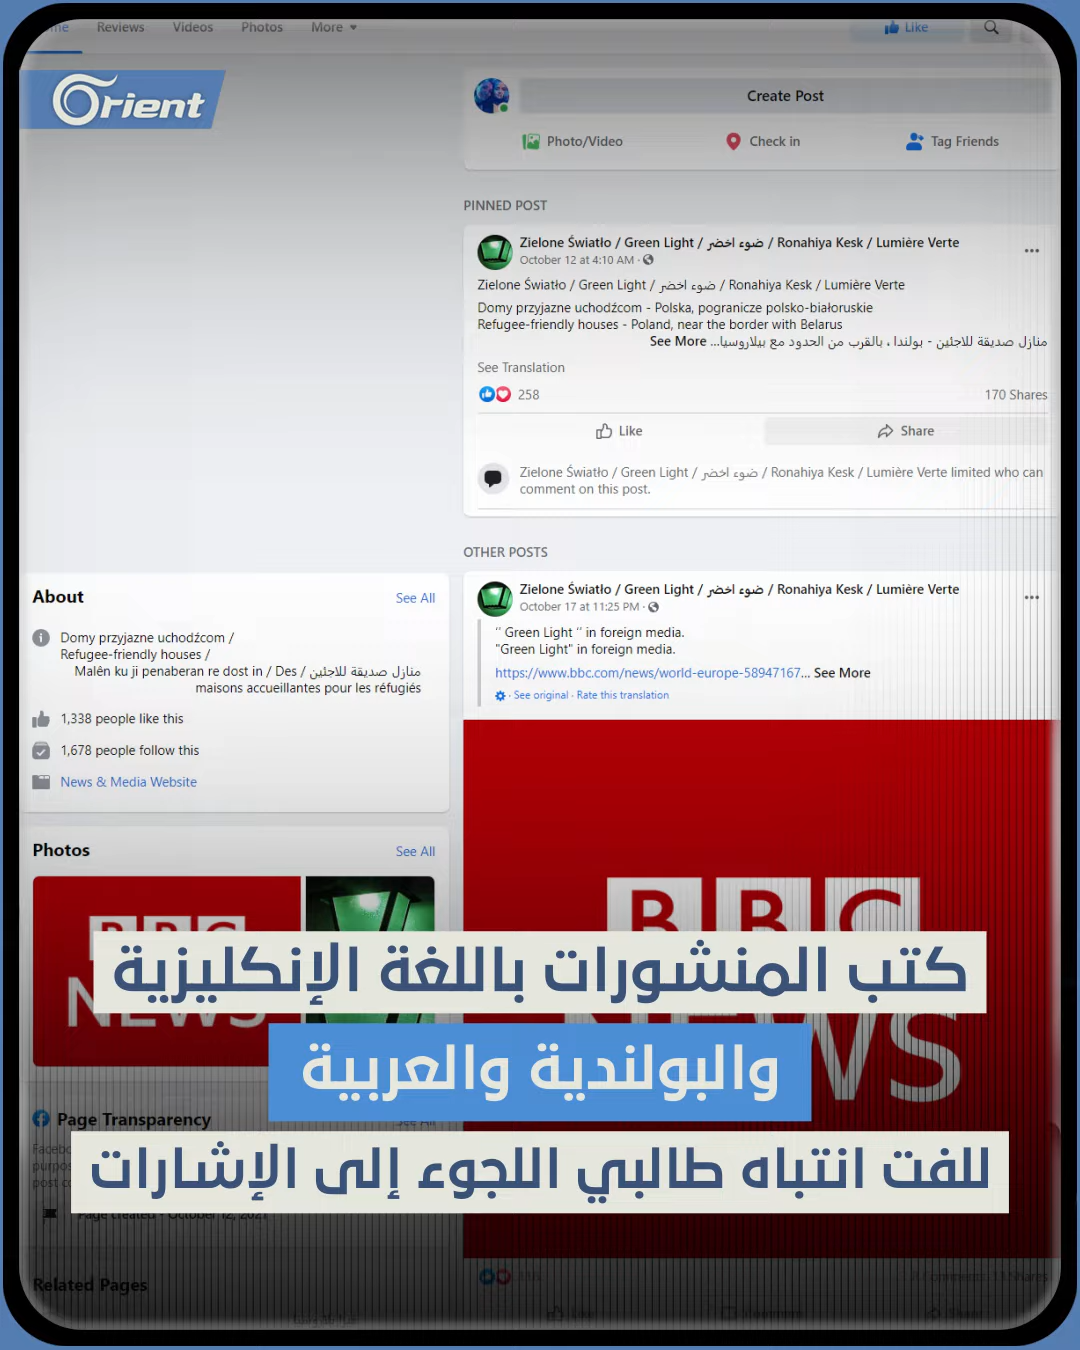 Reviews Videos Photos More
Like
Orient
Create Post
Photo/Video Check in Tag Friends
PINNED POST
Zielone Światło / Green Light / ضوء اخضر / Ronahiya Kesk / Lumière Verte
October 12 at 4:10 AM ·
Zielone Światło / Green Light / ضوء اخضر / Ronahiya Kesk / Lumière Verte
Domy przyjazne uchodźcom - Polska, pogranicze polsko-białoruskie
Refugee-friendly houses - Poland, near the border with Belarus
منازل صديقة للاجئين - بولندا ، بالقرب من الحدود مع بيلاروسيا... See More
See Translation
258 170 Shares
Like Share
Zielone Światło / Green Light / ضوء اخضر / Ronahiya Kesk / Lumière Verte limited who can
comment on this post.
OTHER POSTS
Zielone Światło / Green Light / ضوء اخضر / Ronahiya Kesk / Lumière Verte
October 17 at 11:25 PM ·
" Green Light " in foreign media.
"Green Light" in foreign media.
https://www.bbc.com/news/world-europe-58947167... See More
· See original · Rate this translation
About See All
Domy przyjazne uchodźcom /
Refugee-friendly houses /
Malên ku ji penaberan re dost in / Des / منازل صديقة للاجئين
maisons accueillantes pour les réfugiés
1,338 people like this
1,678 people follow this
News & Media Website
Photos See All
BBC
NEWS
BBC
NEWS
كتب المنشورات باللغة الإنكليزية
والبولندية والعربية
للفت انتباه طالبي اللجوء إلى الإشارات
Page Transparency See All
Page created - October 12, 2021
Related Pages